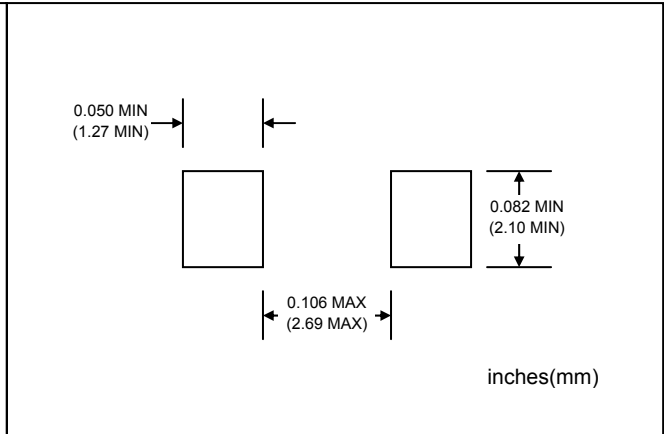 0.050 MIN
(1.27 MIN)
0.082 MIN
(2.10 MIN)
0.106 MAX
(2.69 MAX)
inches(mm)